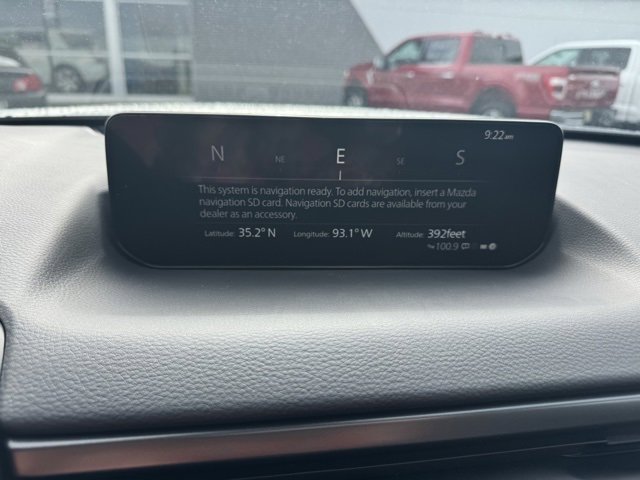 9:22 am
N NE E SE S
This system is navigation ready. To add navigation, insert a Mazda
navigation SD card. Navigation SD cards are available from your
dealer as an accessory.
Latitude: 35.2° N Longitude: 93.1° W Altitude: 392feet
100.9